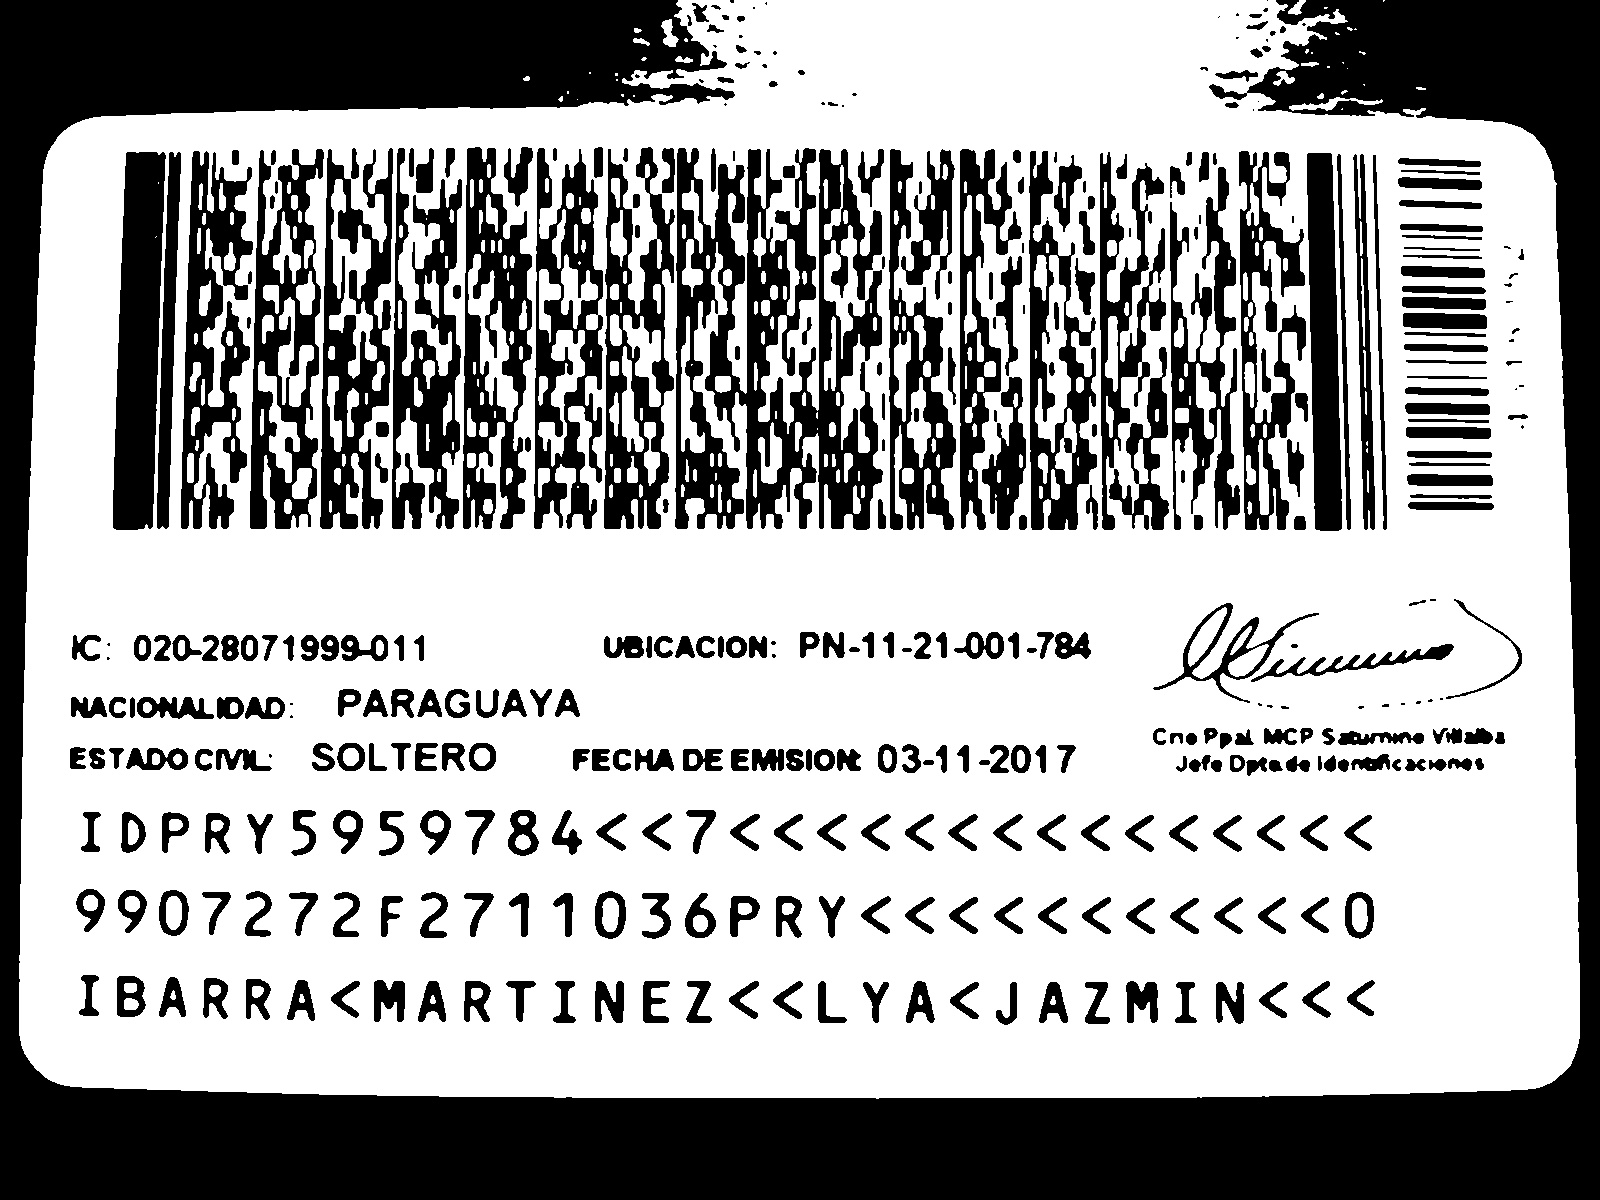 IC: 020-28071999-011 UBICACION: PN-11-21-001-784
NACIONALIDAD: PARAGUAYA
ESTADO CIVIL: SOLTERO FECHA DE EMISION: 03-11-2017
Crio Ppal. MCP Saturnino Villalba
Jefe Dpto. de Identificaciones
IDPRY5959784<<7<<<<<<<<<<<<<<<
9907272F2711036PRY<<<<<<<<<<<0
IBARRA<MARTINEZ<<LYA<JAZMIN<<<